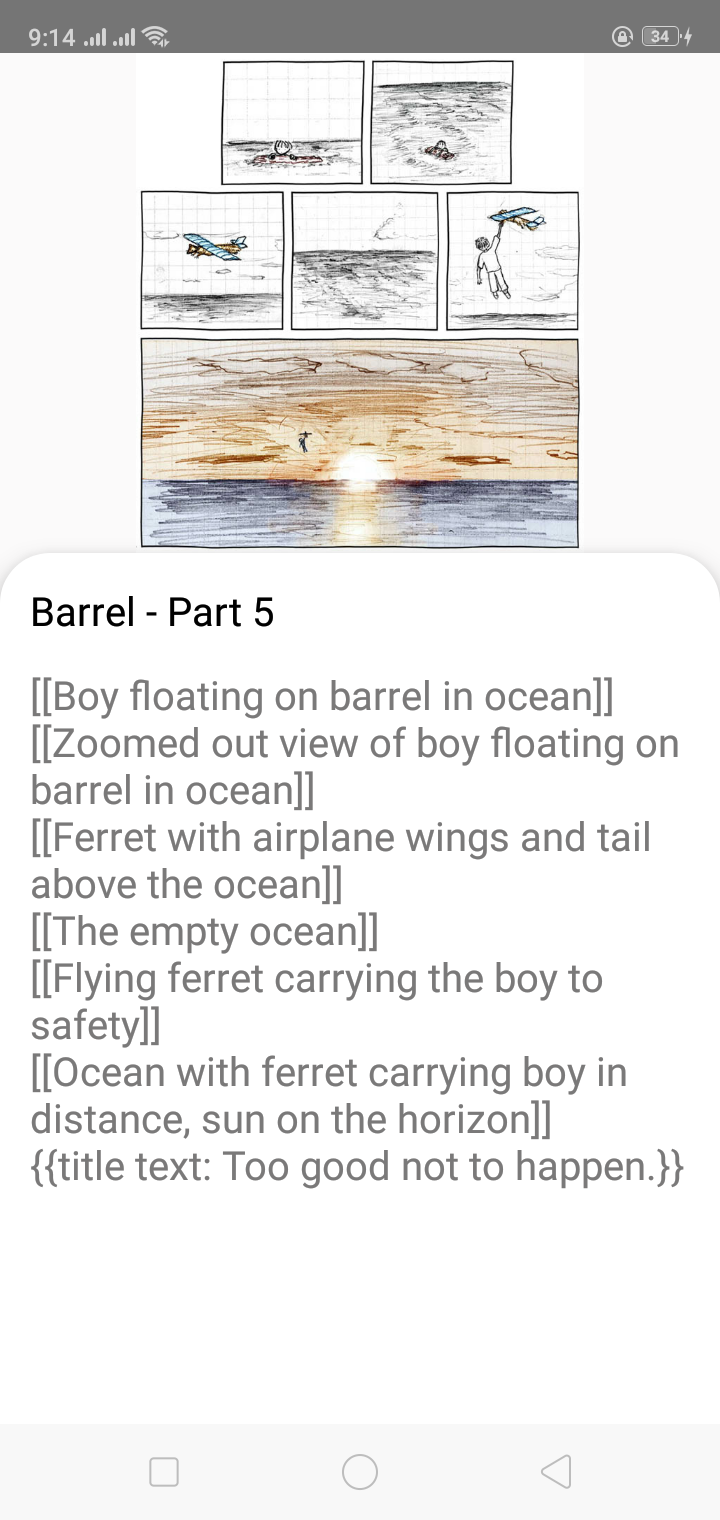 9:14
34
Barrel - Part 5
[[Boy floating on barrel in ocean]]
[[Zoomed out view of boy floating on
barrel in ocean]]
[[Ferret with airplane wings and tail
above the ocean]]
[[The empty ocean]]
[[Flying ferret carrying the boy to
safety]]
[[Ocean with ferret carrying boy in
distance, sun on the horizon]]
{{title text: Too good not to happen.}}